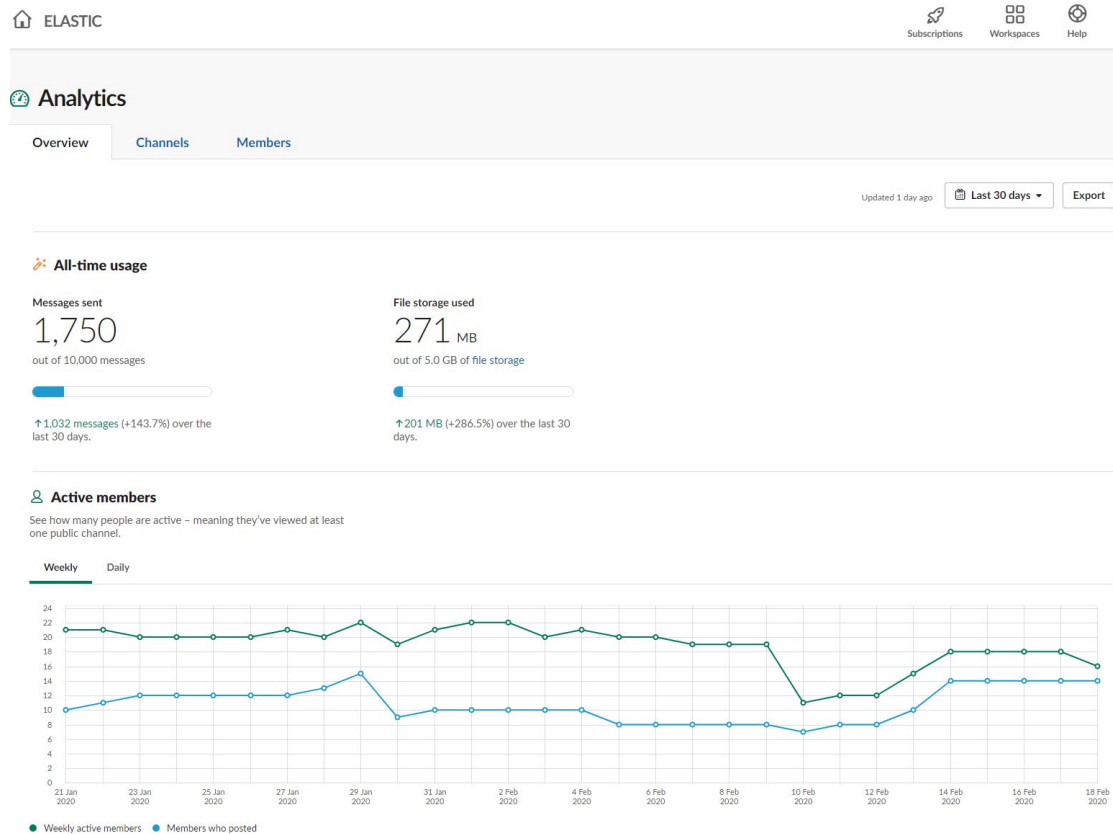 ELASTIC
Subscriptions
Workspaces
Help
Analytics
Overview
Channels
Members
Updated 1 day ago
Last 30 days
Export
All-time usage
Messages sent
1,750
out of 10,000 messages
↑1,032 messages (+143.7%) over the
last 30 days.
File storage used
271 MB
out of 5.0 GB of file storage
↑201 MB (+286.5%) over the last 30
days.
Active members
See how many people are active – meaning they've viewed at least
one public channel.
Weekly
Daily
24
22
20
18
16
14
12
10
8
6
4
2
0
21 Jan
2020
23 Jan
2020
25 Jan
2020
27 Jan
2020
29 Jan
2020
31 Jan
2020
2 Feb
2020
4 Feb
2020
6 Feb
2020
8 Feb
2020
10 Feb
2020
12 Feb
2020
14 Feb
2020
16 Feb
2020
18 Feb
2020
Weekly active members
Members who posted